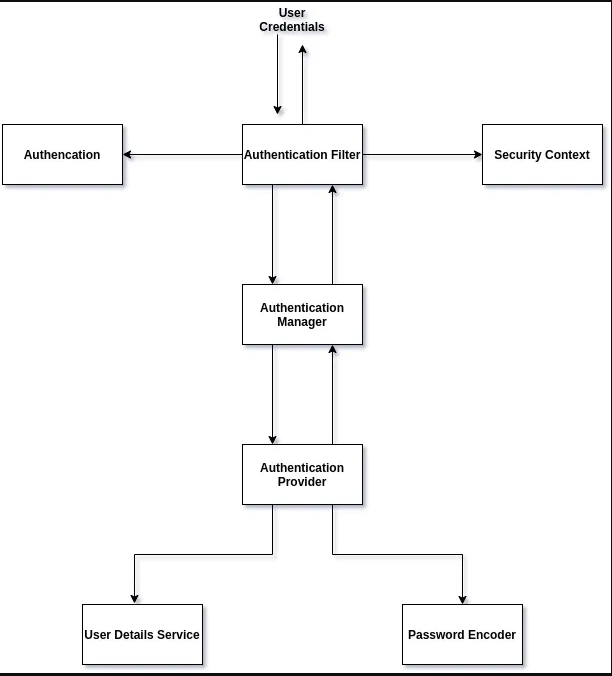 User
Credentials
Authencation
Authentication Filter
Security Context
Authentication
Manager
Authentication
Provider
User Details Service
Password Encoder